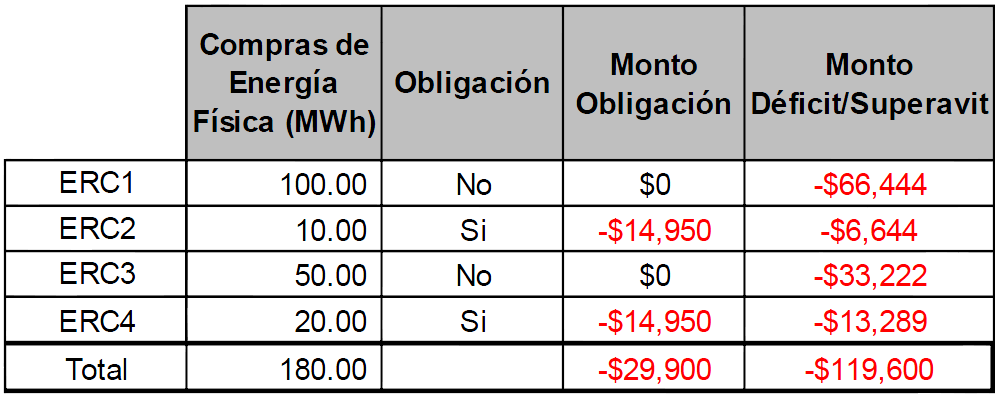 Compras de Energía Física (MWh) Obligación Monto Obligación Monto Déficit/Superavit
ERC1 100.00 No $0 -$66,444
ERC2 10.00 Si -$14,950 -$6,644
ERC3 50.00 No $0 -$33,222
ERC4 20.00 Si -$14,950 -$13,289
Total 180.00 -$29,900 -$119,600